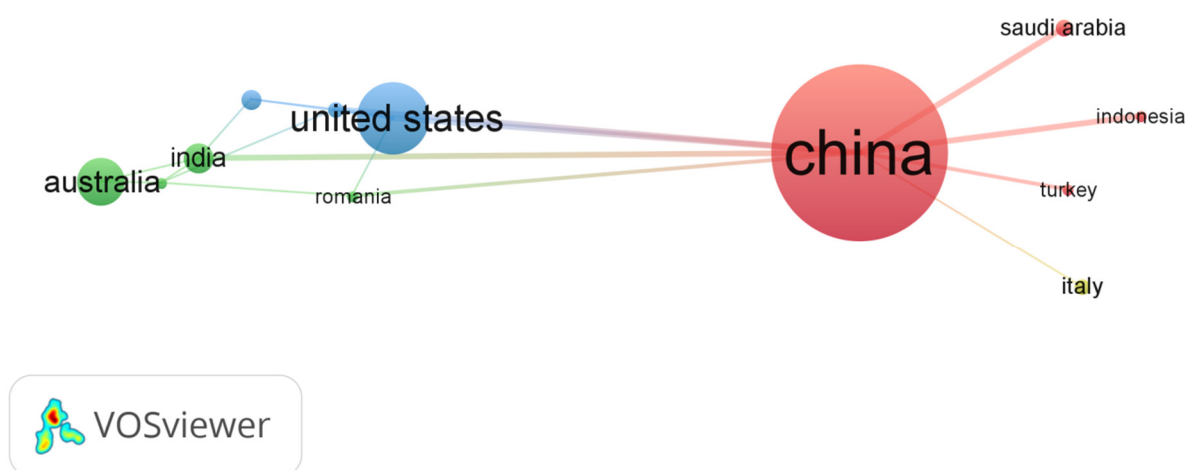 saudi arabia
united states
indonesia
china
india
australia
turkey
romania
italy
VOSviewer